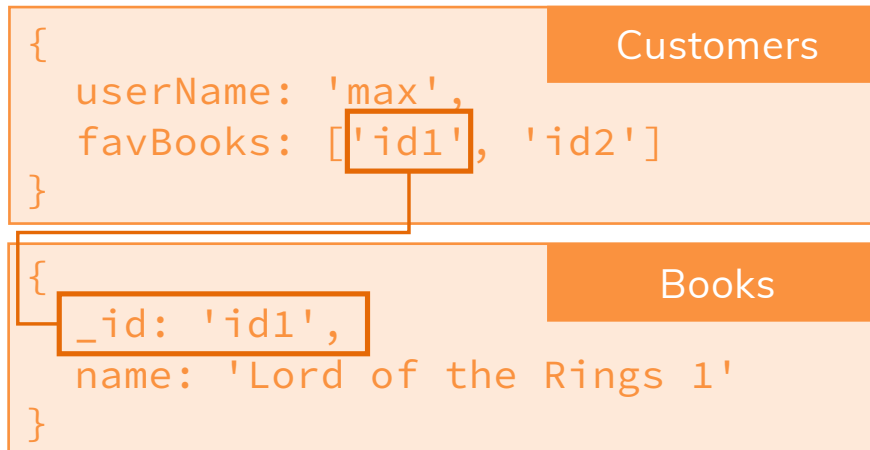 {
Customers
userName: 'max',
favBooks: ['id1', 'id2']
}
{
Books
_id: 'id1',
name: 'Lord of the Rings 1'
}